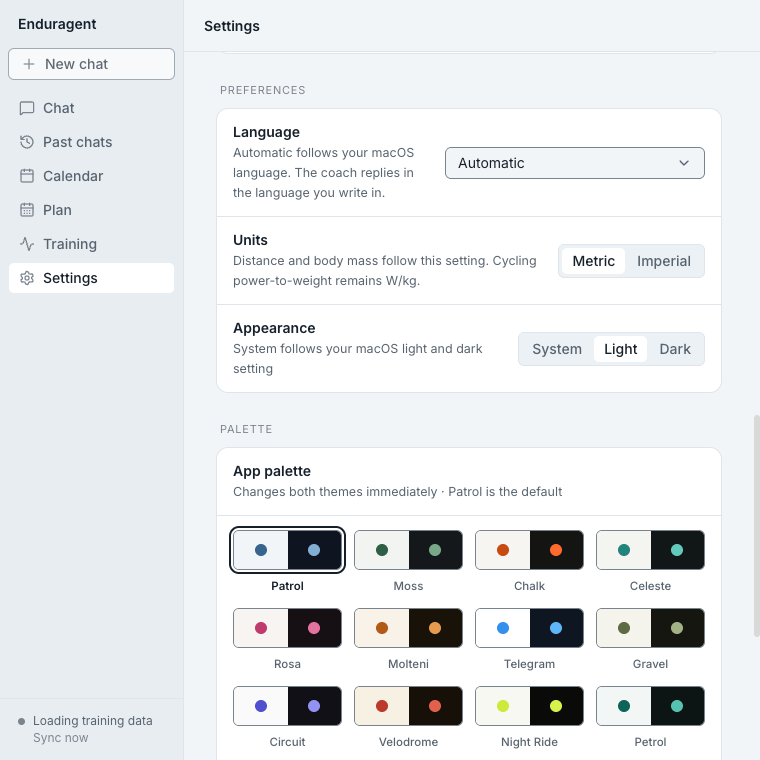 Enduragent
New chat
Chat
Past chats
Calendar
Plan
Training
Settings
Loading training data
Sync now
Settings
PREFERENCES
Language
Automatic follows your macOS
language. The coach replies in
the language you write in.
Automatic
Units
Distance and body mass follow this setting. Cycling
power-to-weight remains W/kg.
Metric Imperial
Appearance
System follows your macOS light and dark
setting
System Light Dark
PALETTE
App palette
Changes both themes immediately · Patrol is the default
Patrol Moss Chalk Celeste
Rosa Molteni Telegram Gravel
Circuit Velodrome Night Ride Petrol